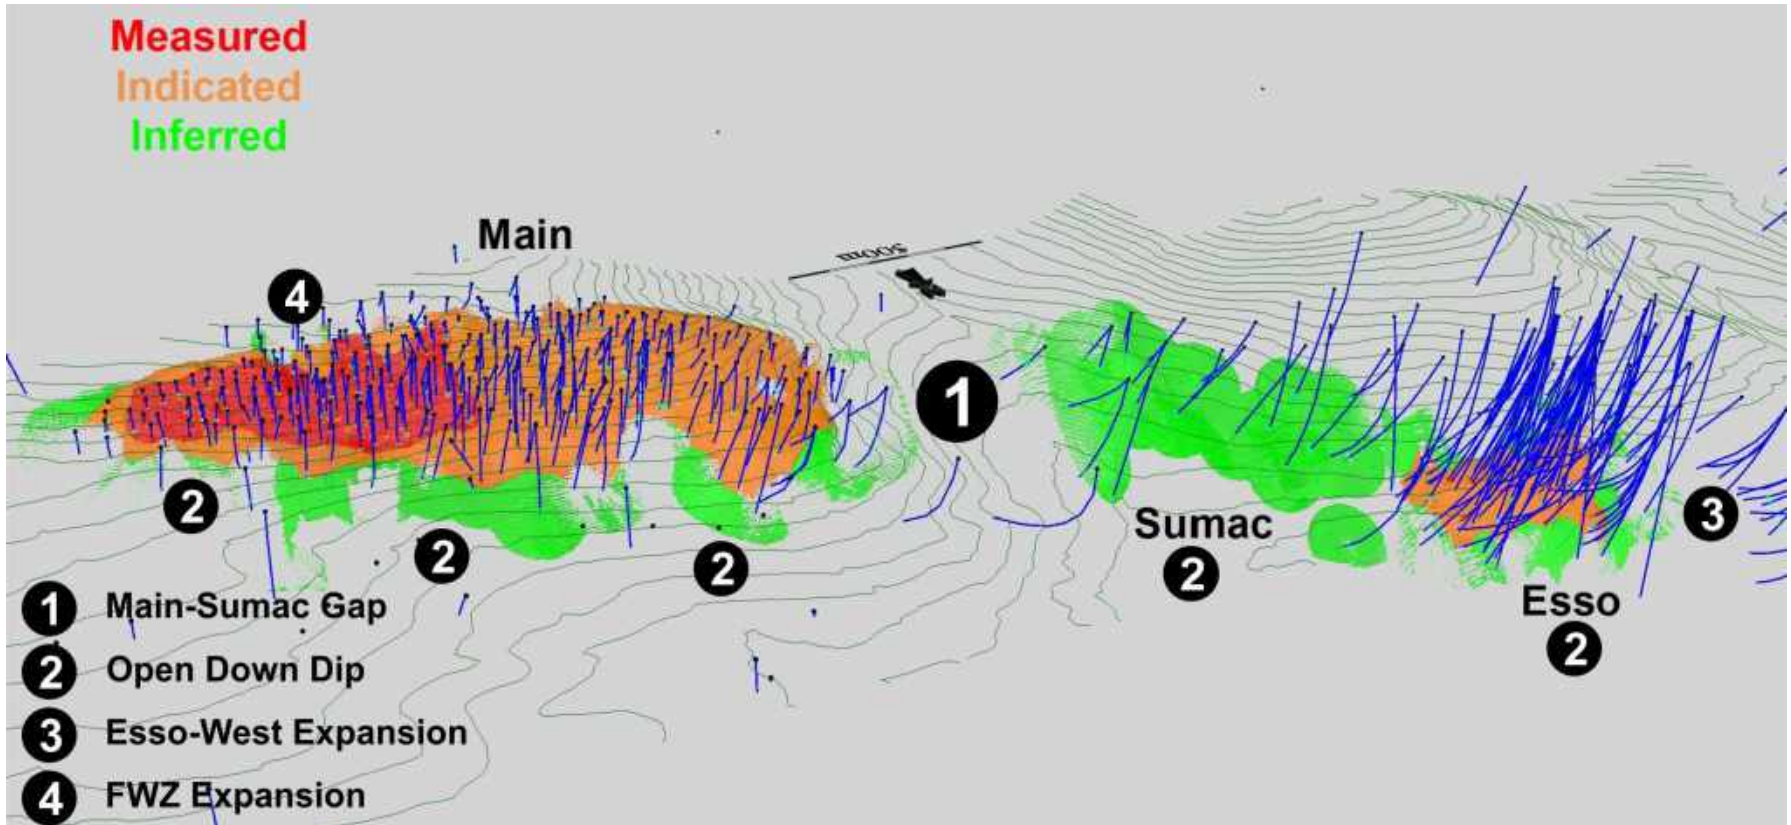 Measured
Indicated
Inferred
Main
500m
4
1
2
2
2
Sumac
2
3
Esso
2
1 Main-Sumac Gap
2 Open Down Dip
3 Esso-West Expansion
4 FWZ Expansion